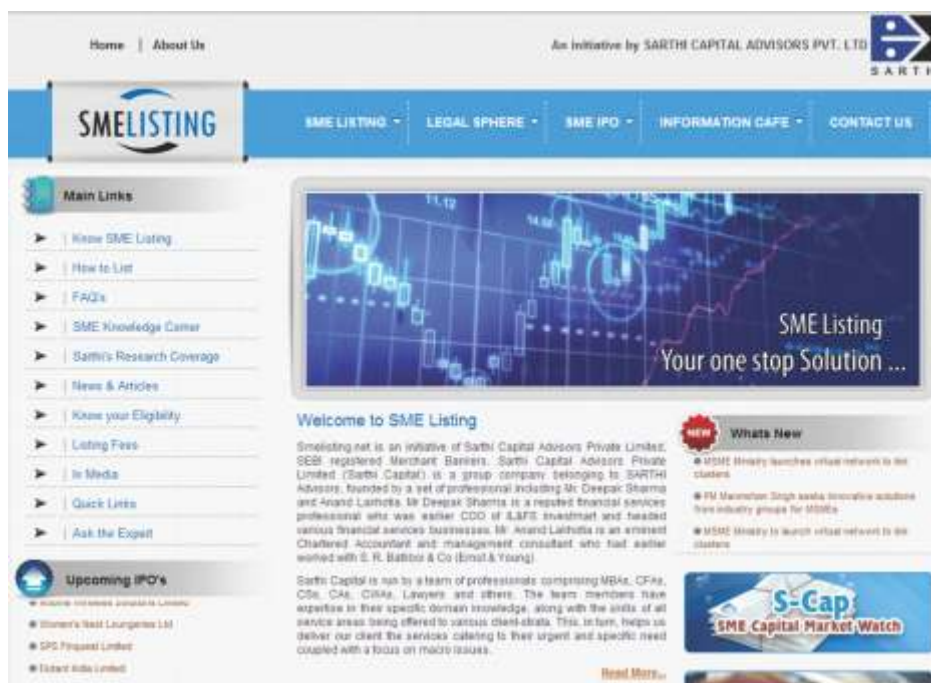 Home | About Us
An initiative by SARTHI CAPITAL ADVISORS PVT. LTD
SARTH
SMELISTING
SME LISTING
LEGAL SPHERE
SME IPO
INFORMATION CAFE
CONTACT US
Main Links
Know SME Listing
How to List
FAQ's
SME Knowledge Corner
Sarthi's Research Coverage
News & Articles
Know your Eligibility
Listing Fees
In Media
Quick Links
Ask the Expert
Upcoming IPO's
Women's Next Loungeries Ltd
SPS Finquest Limited
India Limited
11.12
SME Listing
Your one stop Solution ...
Welcome to SME Listing
Smelisting.net is an initiative of Sarthi Capital Advisors Private Limited,
SEBI registered Merchant Bankers. Sarthi Capital Advisors Private
Limited (Sarthi Capital) is a group company belonging to SARTHI
Advisors, founded by a set of professional including Mr. Deepak Sharma
and Anand Lahotia. Mr Deepak Sharma is a reputed financial services
professional who was earlier COO of IL&FS Investmart and headed
various financial services businesses. Mr. Anand Lahotia is an eminent
Chartered Accountant and management consultant who had earlier
worked with S. R. Batliboi & Co (Ernst & Young).
Sarthi Capital is run by a team of professionals comprising MBAs, CFAs,
CSs, CAs, CWAs, Lawyers and others. The team members have
expertise in their specific domain knowledge, along with the skills of all
service areas being offered to various client-strata. This, in turn, helps us
deliver our client the services catering to their urgent and specific need
coupled with a focus on macro issues.
Read More...
NEW
Whats New
MSME Ministry launches virtual network to link
clusters
PM Manmohan Singh seeks innovative solutions
from industry groups for MSMEs
MSME Ministry to launch virtual network to link
clusters
S-Cap
SME Capital Market Watch